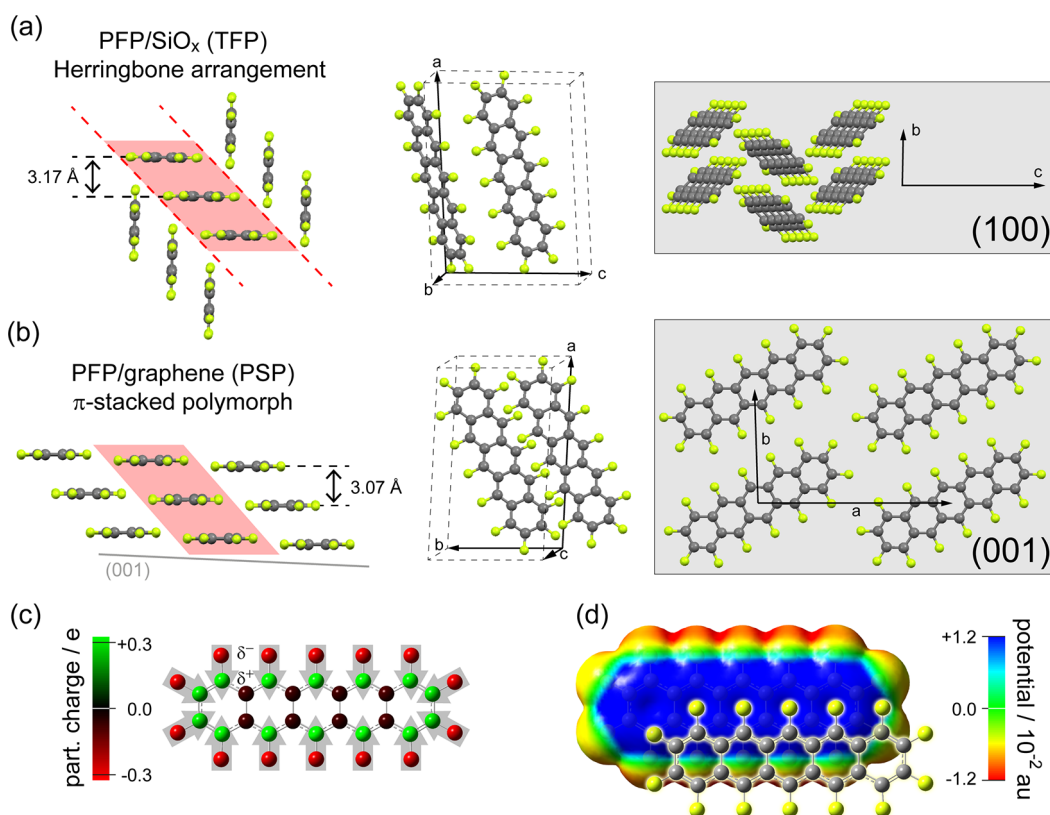 (a)
PFP/SiOₓ (TFP)
Herringbone arrangement
3.17 Å
a
b
c
b
c
(100)
(b)
PFP/graphene (PSP)
π-stacked polymorph
3.07 Å
(001)
a
b
c
b
a
(001)
(c)
part. charge / e
+0.3
0.0
-0.3
δ⁻
δ⁺
(d)
+1.2
0.0
-1.2
potential / 10⁻² au